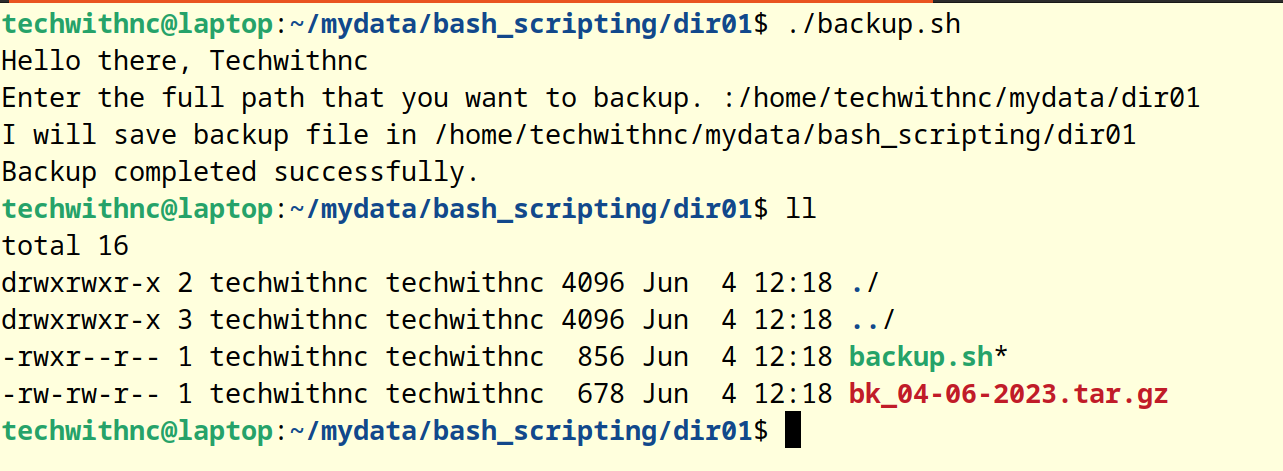 techwithnc@laptop:~/mydata/bash_scripting/dir01$ ./backup.sh
Hello there, Techwithnc
Enter the full path that you want to backup. :/home/techwithnc/mydata/dir01
I will save backup file in /home/techwithnc/mydata/bash_scripting/dir01
Backup completed successfully.
techwithnc@laptop:~/mydata/bash_scripting/dir01$ ll
total 16
drwxrwxr-x 2 techwithnc techwithnc 4096 Jun  4 12:18 ./
drwxrwxr-x 3 techwithnc techwithnc 4096 Jun  4 12:18 ../
-rwxr--r-- 1 techwithnc techwithnc  856 Jun  4 12:18 backup.sh*
-rw-rw-r-- 1 techwithnc techwithnc  678 Jun  4 12:18 bk_04-06-2023.tar.gz
techwithnc@laptop:~/mydata/bash_scripting/dir01$